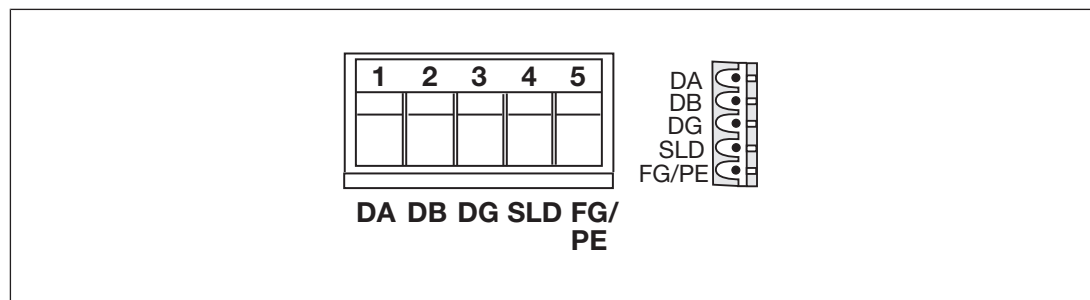 1 2 3 4 5
DA DB DG SLD FG/
PE
DA
DB
DG
SLD
FG/PE